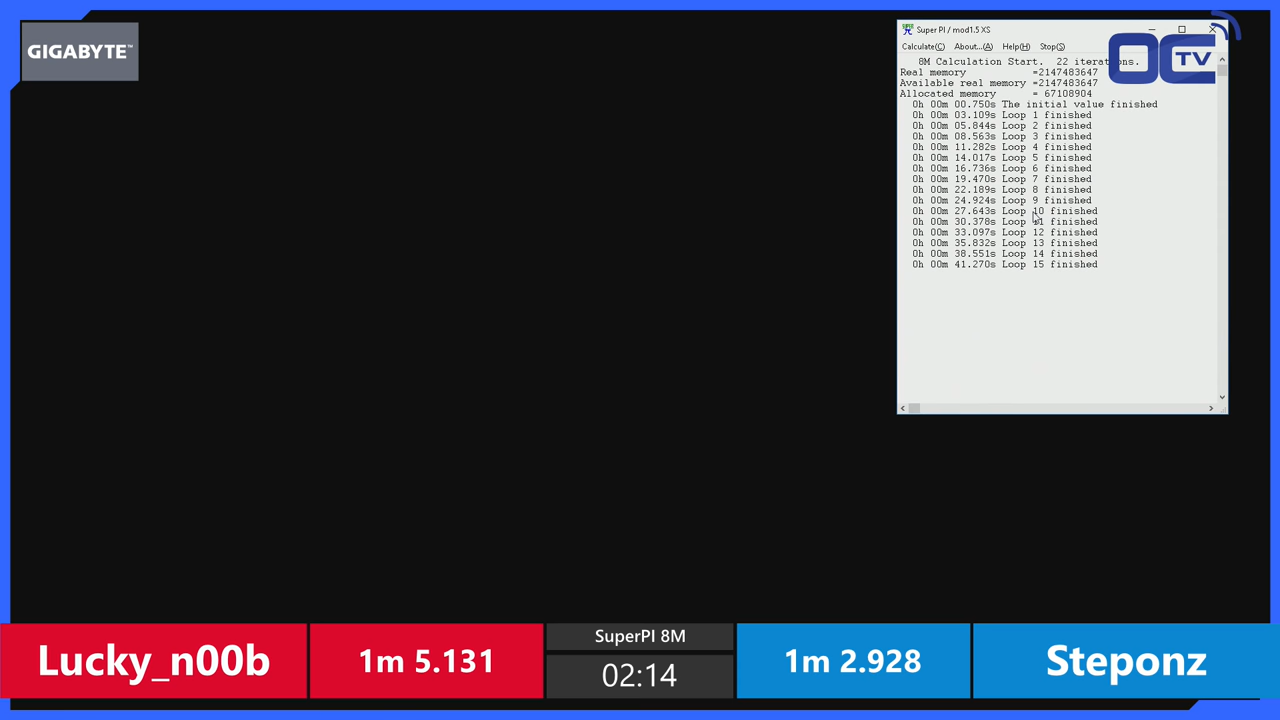 GIGABYTE™
Super PI / mod1.5 XS
Calculate(C) About...(A) Help(H) Stop(S)
OCTV
8M Calculation Start. 22 iterations.
Real memory =2147483647
Available real memory =2147483647
Allocated memory = 67108904
0h 00m 00.750s The initial value finished
0h 00m 03.109s Loop 1 finished
0h 00m 05.844s Loop 2 finished
0h 00m 08.563s Loop 3 finished
0h 00m 11.282s Loop 4 finished
0h 00m 14.017s Loop 5 finished
0h 00m 16.736s Loop 6 finished
0h 00m 19.470s Loop 7 finished
0h 00m 22.189s Loop 8 finished
0h 00m 24.924s Loop 9 finished
0h 00m 27.643s Loop 10 finished
0h 00m 30.378s Loop 11 finished
0h 00m 33.097s Loop 12 finished
0h 00m 35.832s Loop 13 finished
0h 00m 38.551s Loop 14 finished
0h 00m 41.270s Loop 15 finished
Lucky_n00b
1m 5.131
SuperPI 8M
02:14
1m 2.928
Steponz